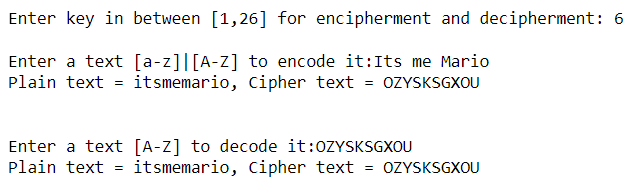 Enter key in between [1,26] for encipherment and decipherment: 6
Enter a text [a-z]|[A-Z] to encode it:Its me Mario
Plain text = itsmemario, Cipher text = OZYSKSGXOU
Enter a text [A-Z] to decode it:OZYSKSGXOU
Plain text = itsmemario, Cipher text = OZYSKSGXOU